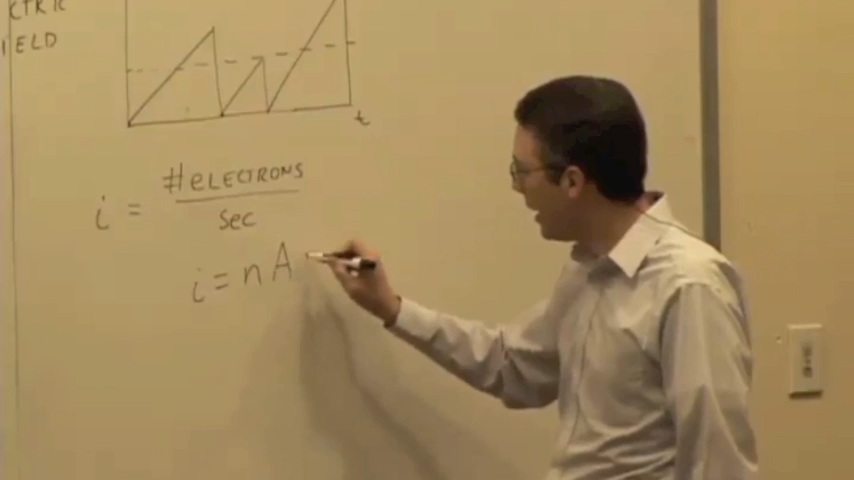 CTRIC
IELD
t
i = #eLECTRONS
sec
i = nA